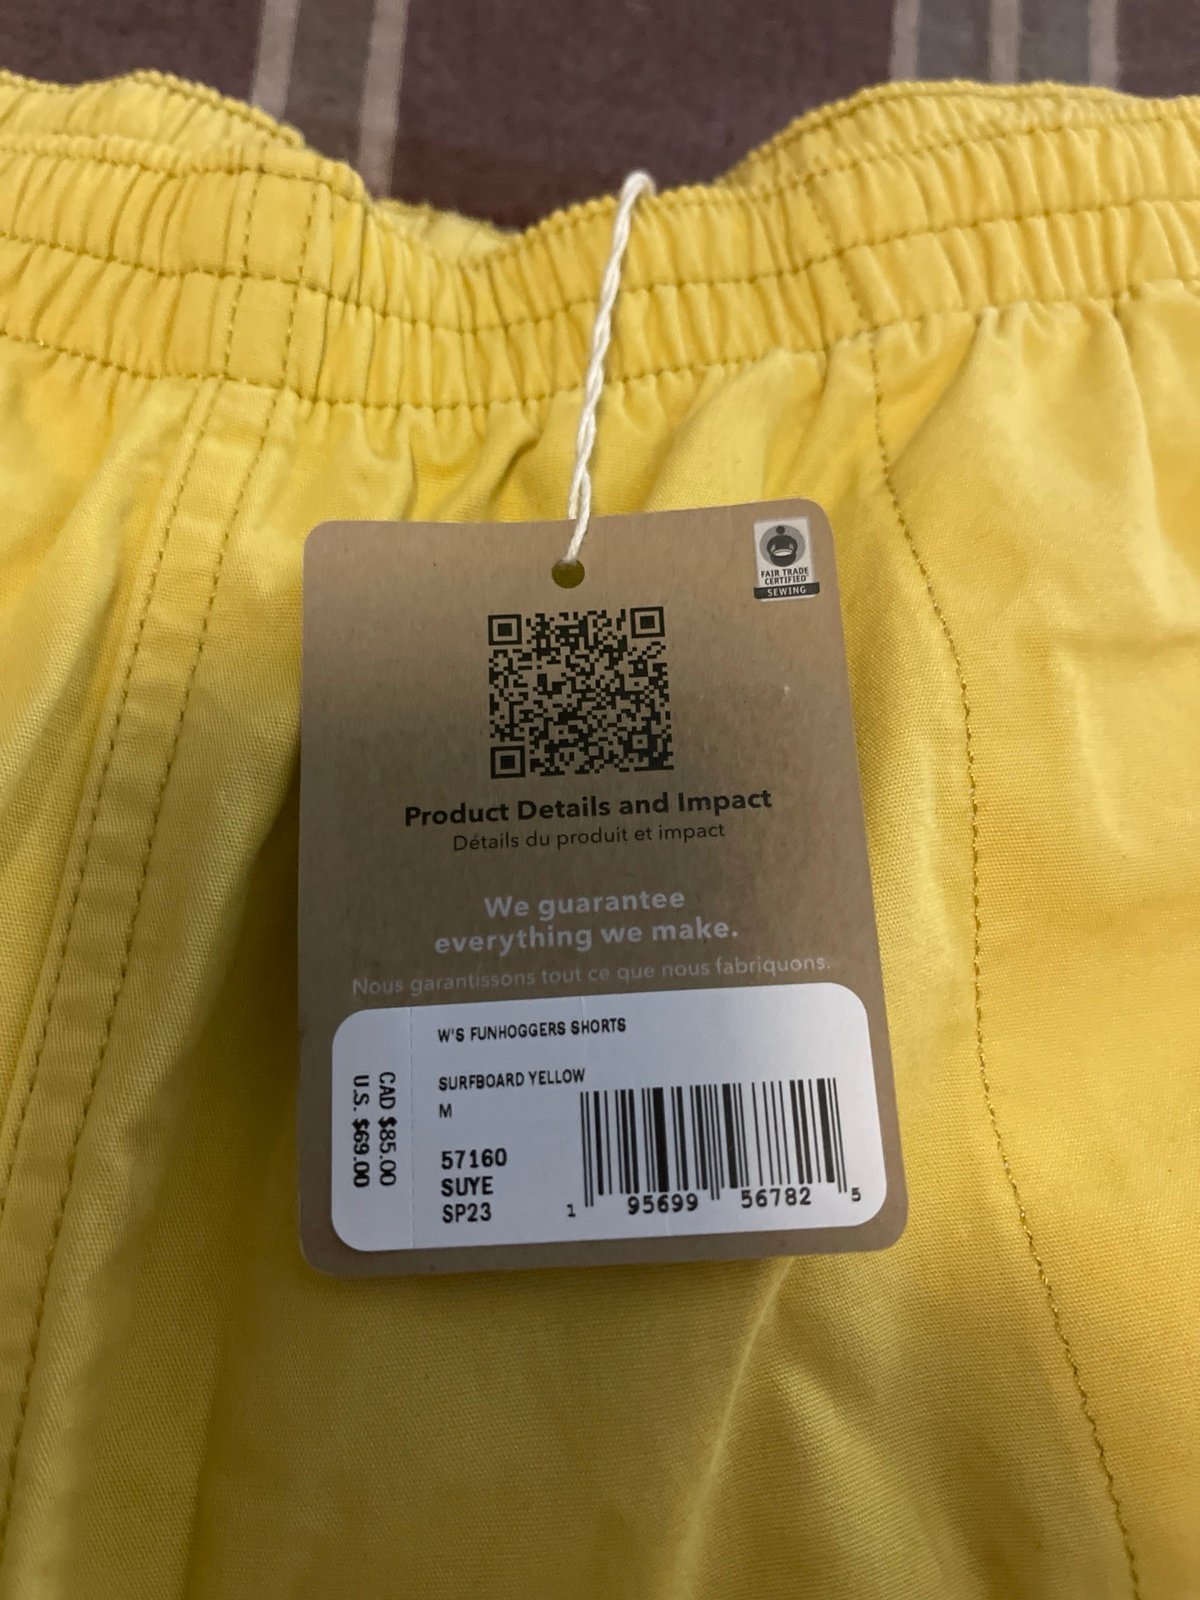 FAIR TRADE
CERTIFIED
SEWING
Product Details and Impact
Détails du produit et impact
We guarantee
everything we make.
Nous garantissons tout ce que nous fabriquons.
W'S FUNHOGGERS SHORTS
SURFBOARD YELLOW
M
57160
SUYE
SP23
CAD $85.00
U.S. $69.00
1 95699 56782 5